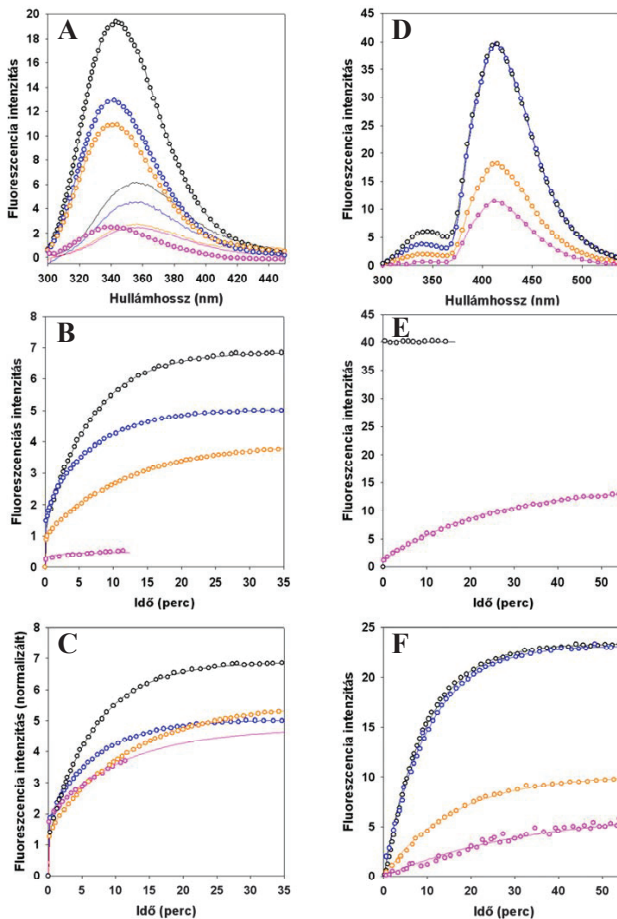 A
Fluoreszcencia intenzitás
20
18
16
14
12
10
8
6
4
2
0
300 320 340 360 380 400 420 440
Hullámhossz (nm)
D
Fluoreszcencia intenzitás
45
40
35
30
25
20
15
10
5
0
300 350 400 450 500
Hullámhossz (nm)
B
Fluoreszcenciás intenzitás
8
7
6
5
4
3
2
1
0
0 5 10 15 20 25 30 35
Idő (perc)
E
Fluoreszcencia intenzitás
45
40
35
30
25
20
15
10
5
0
0 10 20 30 40 50
Idő (perc)
C
Fluoreszcencia intenzitás (normalizált)
8
7
6
5
4
3
2
1
0
0 5 10 15 20 25 30 35
Idő (perc)
F
Fluoreszcencia intenzitás
25
20
15
10
5
0
0 10 20 30 40 50
Idő (perc)